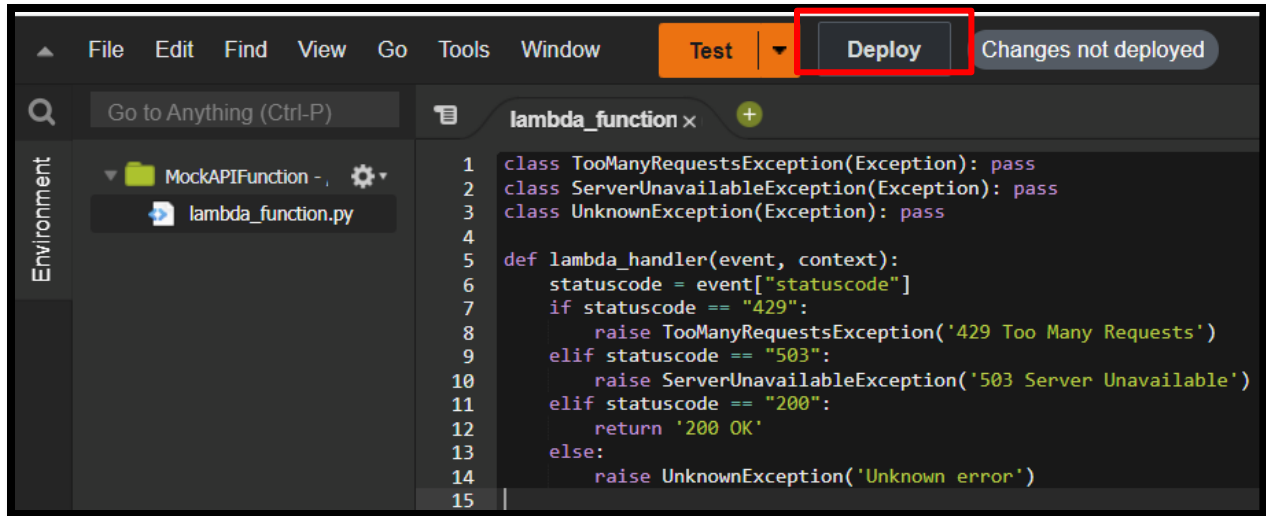 File Edit Find View Go Tools Window Test Deploy Changes not deployed
Go to Anything (Ctrl-P)
lambda_function ×
Environment
MockAPIFunction -
lambda_function.py
1 class TooManyRequestsException(Exception): pass
2 class ServerUnavailableException(Exception): pass
3 class UnknownException(Exception): pass
4
5 def lambda_handler(event, context):
6     statuscode = event["statuscode"]
7     if statuscode == "429":
8         raise TooManyRequestsException('429 Too Many Requests')
9     elif statuscode == "503":
10         raise ServerUnavailableException('503 Server Unavailable')
11     elif statuscode == "200":
12         return '200 OK'
13     else:
14         raise UnknownException('Unknown error')
15